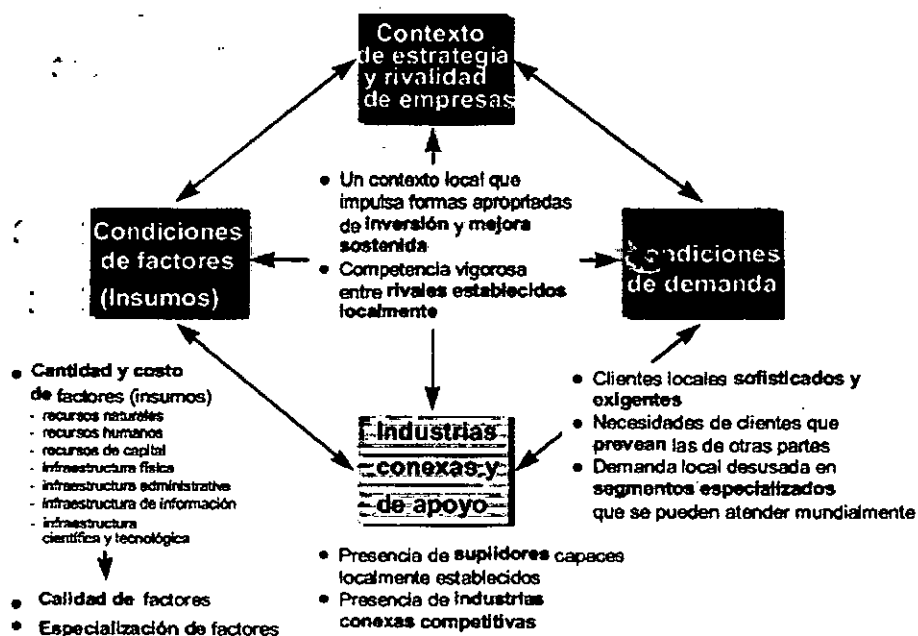 Contexto
de estrategia
y rivalidad
de empresas
• Un contexto local que
impulsa formas apropiadas
de inversión y mejora
sostenida
• Competencia vigorosa
entre rivales establecidos
localmente
Condiciones
de factores
(Insumos)
Condiciones
de demanda
• Cantidad y costo
de factores (insumos)
- recursos naturales
- recursos humanos
- recursos de capital
- infraestructura física
- infraestructura administrativa
- infraestructura de información
- infraestructura
científica y tecnológica
• Calidad de factores
• Especialización de factores
Industrias
conexas y
de apoyo
• Presencia de suplidores capaces
localmente establecidos
• Presencia de industrias
conexas competitivas
• Clientes locales sofisticados y
exigentes
• Necesidades de clientes que
prevean las de otras partes
• Demanda local desusada en
segmentos especializados
que se pueden atender mundialmente